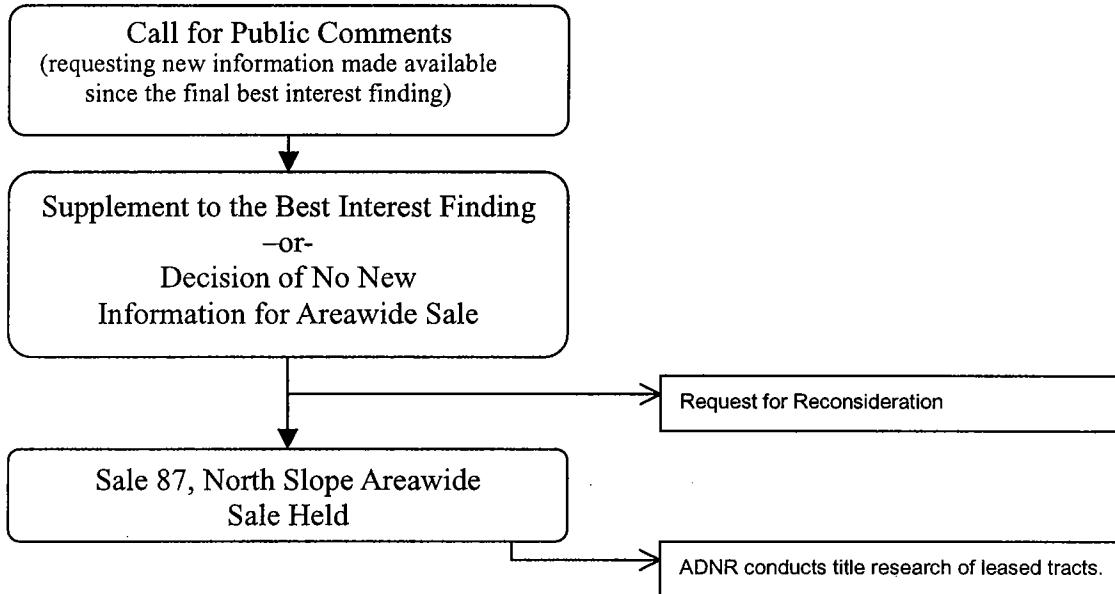 Call for Public Comments
(requesting new information made available
since the final best interest finding)
Supplement to the Best Interest Finding
–or-
Decision of No New
Information for Areawide Sale
Request for Reconsideration
Sale 87, North Slope Areawide
Sale Held
ADNR conducts title research of leased tracts.